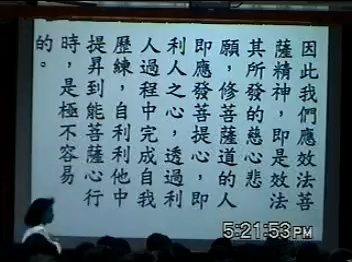 因此我們應效法菩
薩精神，即是效法
其所發的慈心悲
願，修菩薩道的人
即應發菩提心，即
利人之心，透過利
人過程中完成自我
歷練，自利利他中
提昇到能菩薩心行
時，是極不容易
的。
5:21:53PM